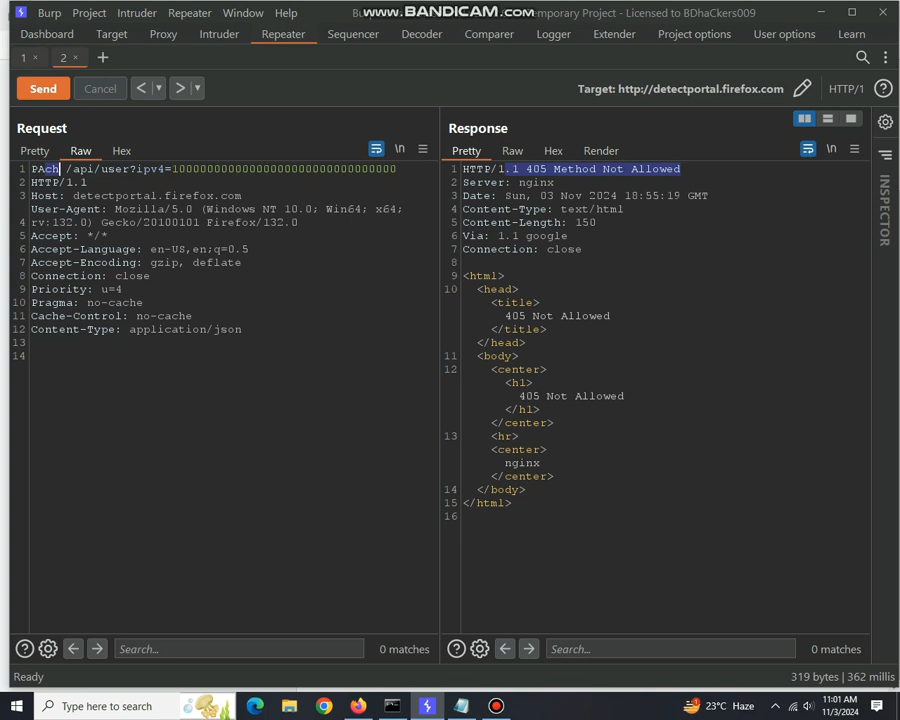 www.BANDICAM.com
Burp Project Intruder Repeater Window Help Bu emporary Project - Licensed to BDhaCkers009
Dashboard Target Proxy Intruder Repeater Sequencer Decoder Comparer Logger Extender Project options User options Learn
1 × 2 × +
Send Cancel < > Target: http://detectportal.firefox.com HTTP/1 ?
Request
Pretty Raw Hex \n
1 PAch /api/user?ipv4=
2 HTTP/1.1
3 Host: detectportal.firefox.com
User-Agent: Mozilla/5.0 (Windows NT 10.0; Win64; x64;
4 rv:132.0) Gecko/20100101 Firefox/132.0
5 Accept: */*
6 Accept-Language: en-US,en;q=0.5
7 Accept-Encoding: gzip, deflate
8 Connection: close
9 Priority: u=4
10 Pragma: no-cache
11 Cache-Control: no-cache
12 Content-Type: application/json
13
14
Response
Pretty Raw Hex Render \n
1 HTTP/1.1 405 Method Not Allowed
2 Server: nginx
3 Date: Sun, 03 Nov 2024 18:55:19 GMT
4 Content-Type: text/html
5 Content-Length: 150
6 Via: 1.1 google
7 Connection: close
8
9 <html>
10 <head>
<title>
405 Not Allowed
</title>
</head>
11 <body>
12 <center>
<h1>
405 Not Allowed
</h1>
</center>
13 <hr>
<center>
nginx
</center>
14 </body>
15 </html>
16
INSPECTOR
? Search... 0 matches
? Search... 0 matches
Ready 319 bytes | 362 millis
Type here to search 23°C Haze 11:01 AM
11/3/2024